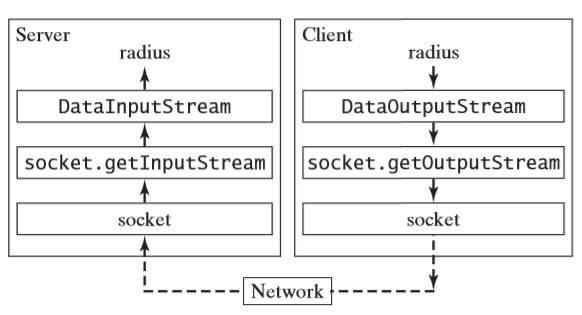 Server
radius
DataInputStream
socket.getInputStream
socket
Client
radius
DataOutputStream
socket.getOutputStream
socket
Network